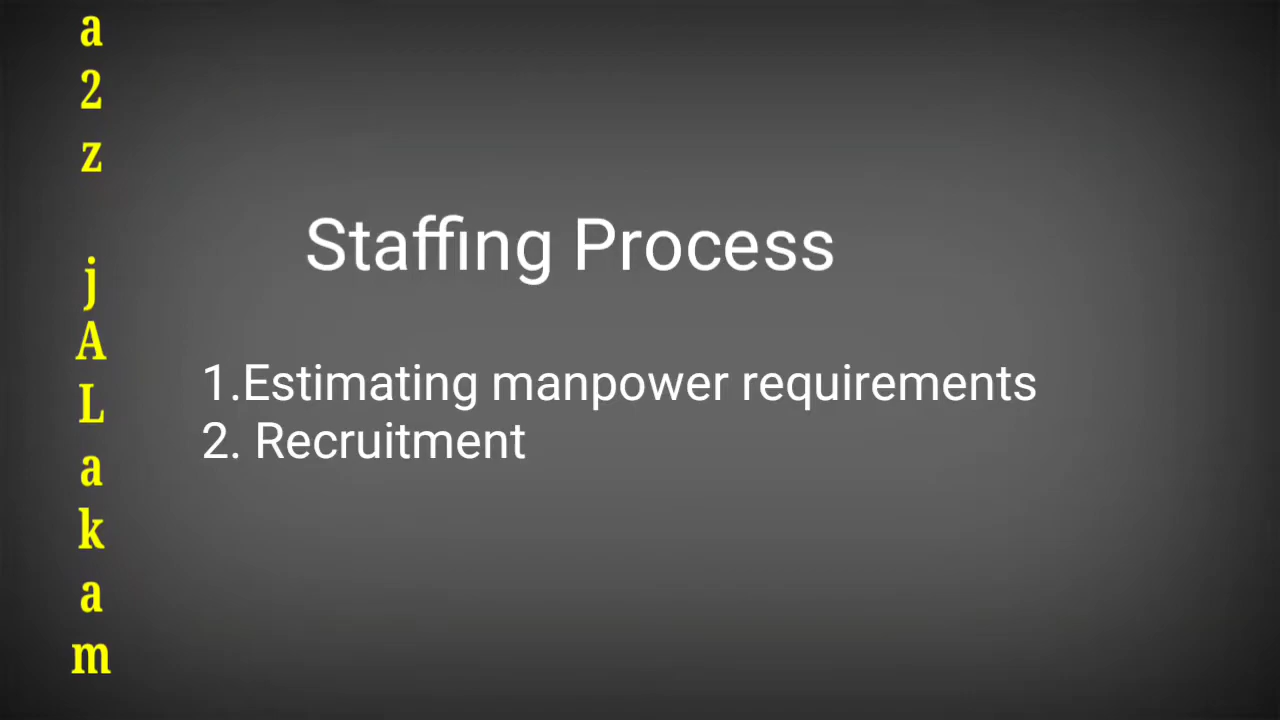 a
2
z
j
A
L
a
k
a
m
Staffing Process
1.Estimating manpower requirements
2. Recruitment